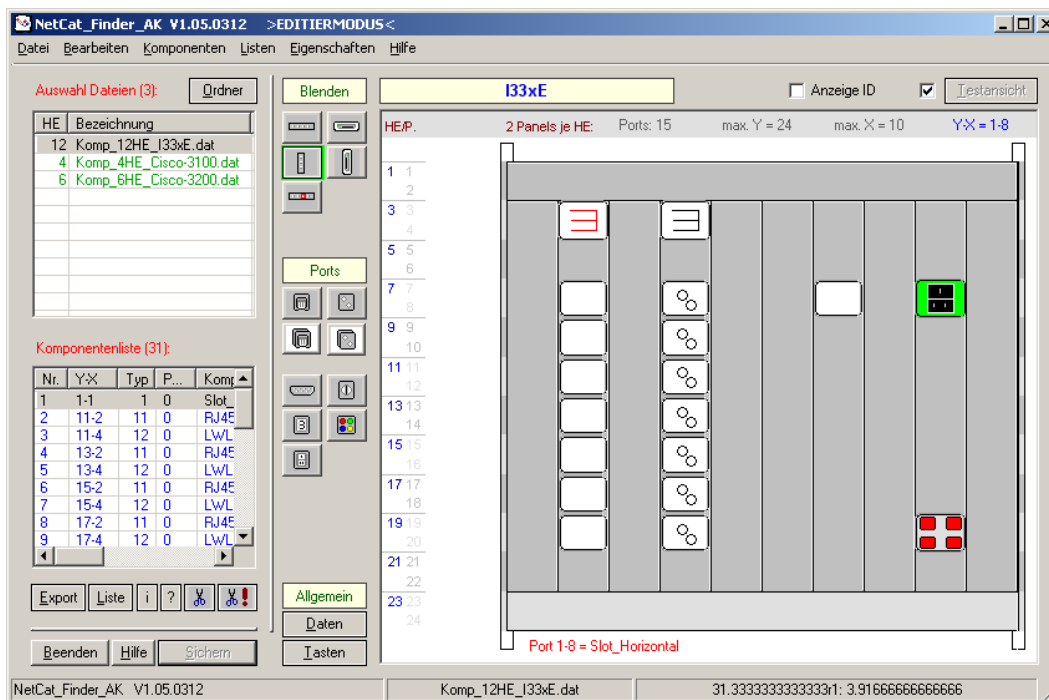 NetCat_Finder_AK V1.05.0312 >EDITIERMODUS<
Datei Bearbeiten Komponenten Listen Eigenschaften Hilfe
Auswahl Dateien (3): Ordner
HE Bezeichnung
12 Komp_12HE_I33xE.dat
4 Komp_4HE_Cisco-3100.dat
6 Komp_6HE_Cisco-3200.dat
Komponentenliste (31):
Nr. Y-X Typ P... Komp
1 1-1 1 0 Slot_
2 11-2 11 0 RJ45
3 11-4 12 0 LWL
4 13-2 11 0 RJ45
5 13-4 12 0 LWL
6 15-2 11 0 RJ45
7 15-4 12 0 LWL
8 17-2 11 0 RJ45
9 17-4 12 0 LWL
Export Liste i ?
Beenden Hilfe Sichern
Blenden
Ports
Allgemein
Daten
Tasten
I33xE
Anzeige ID Testansicht
HE/P. 2 Panels je HE: Ports: 15 max. Y = 24 max. X = 10 Y-X = 1-8
1 1
2
3 3
4
5 5
6
7 7
8
9 9
10
11 11
12
13 13
14
15 15
16
17 17
18
19 19
20
21 21
22
23 23
24
Port 1-8 = Slot_Horizontal
NetCat_Finder_AK V1.05.0312 Komp_12HE_I33xE.dat 31.3333333333333r1: 3.91666666666666